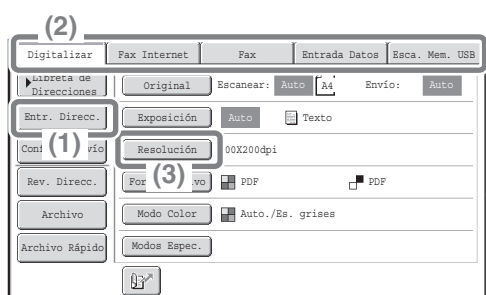 (2)
Digitalizar Fax Internet Fax Entrada Datos Esca. Mem. USB
Libreta de
Direcciones
Original Escanear: Auto A4 Envío: Auto
Entr. Direcc. Exposición Auto Texto
(1) Resolución 00X200dpi
(3)
Rev. Direcc. PDF PDF
Archivo Modo Color Auto./Es. grises
Archivo Rápido Modos Espec.